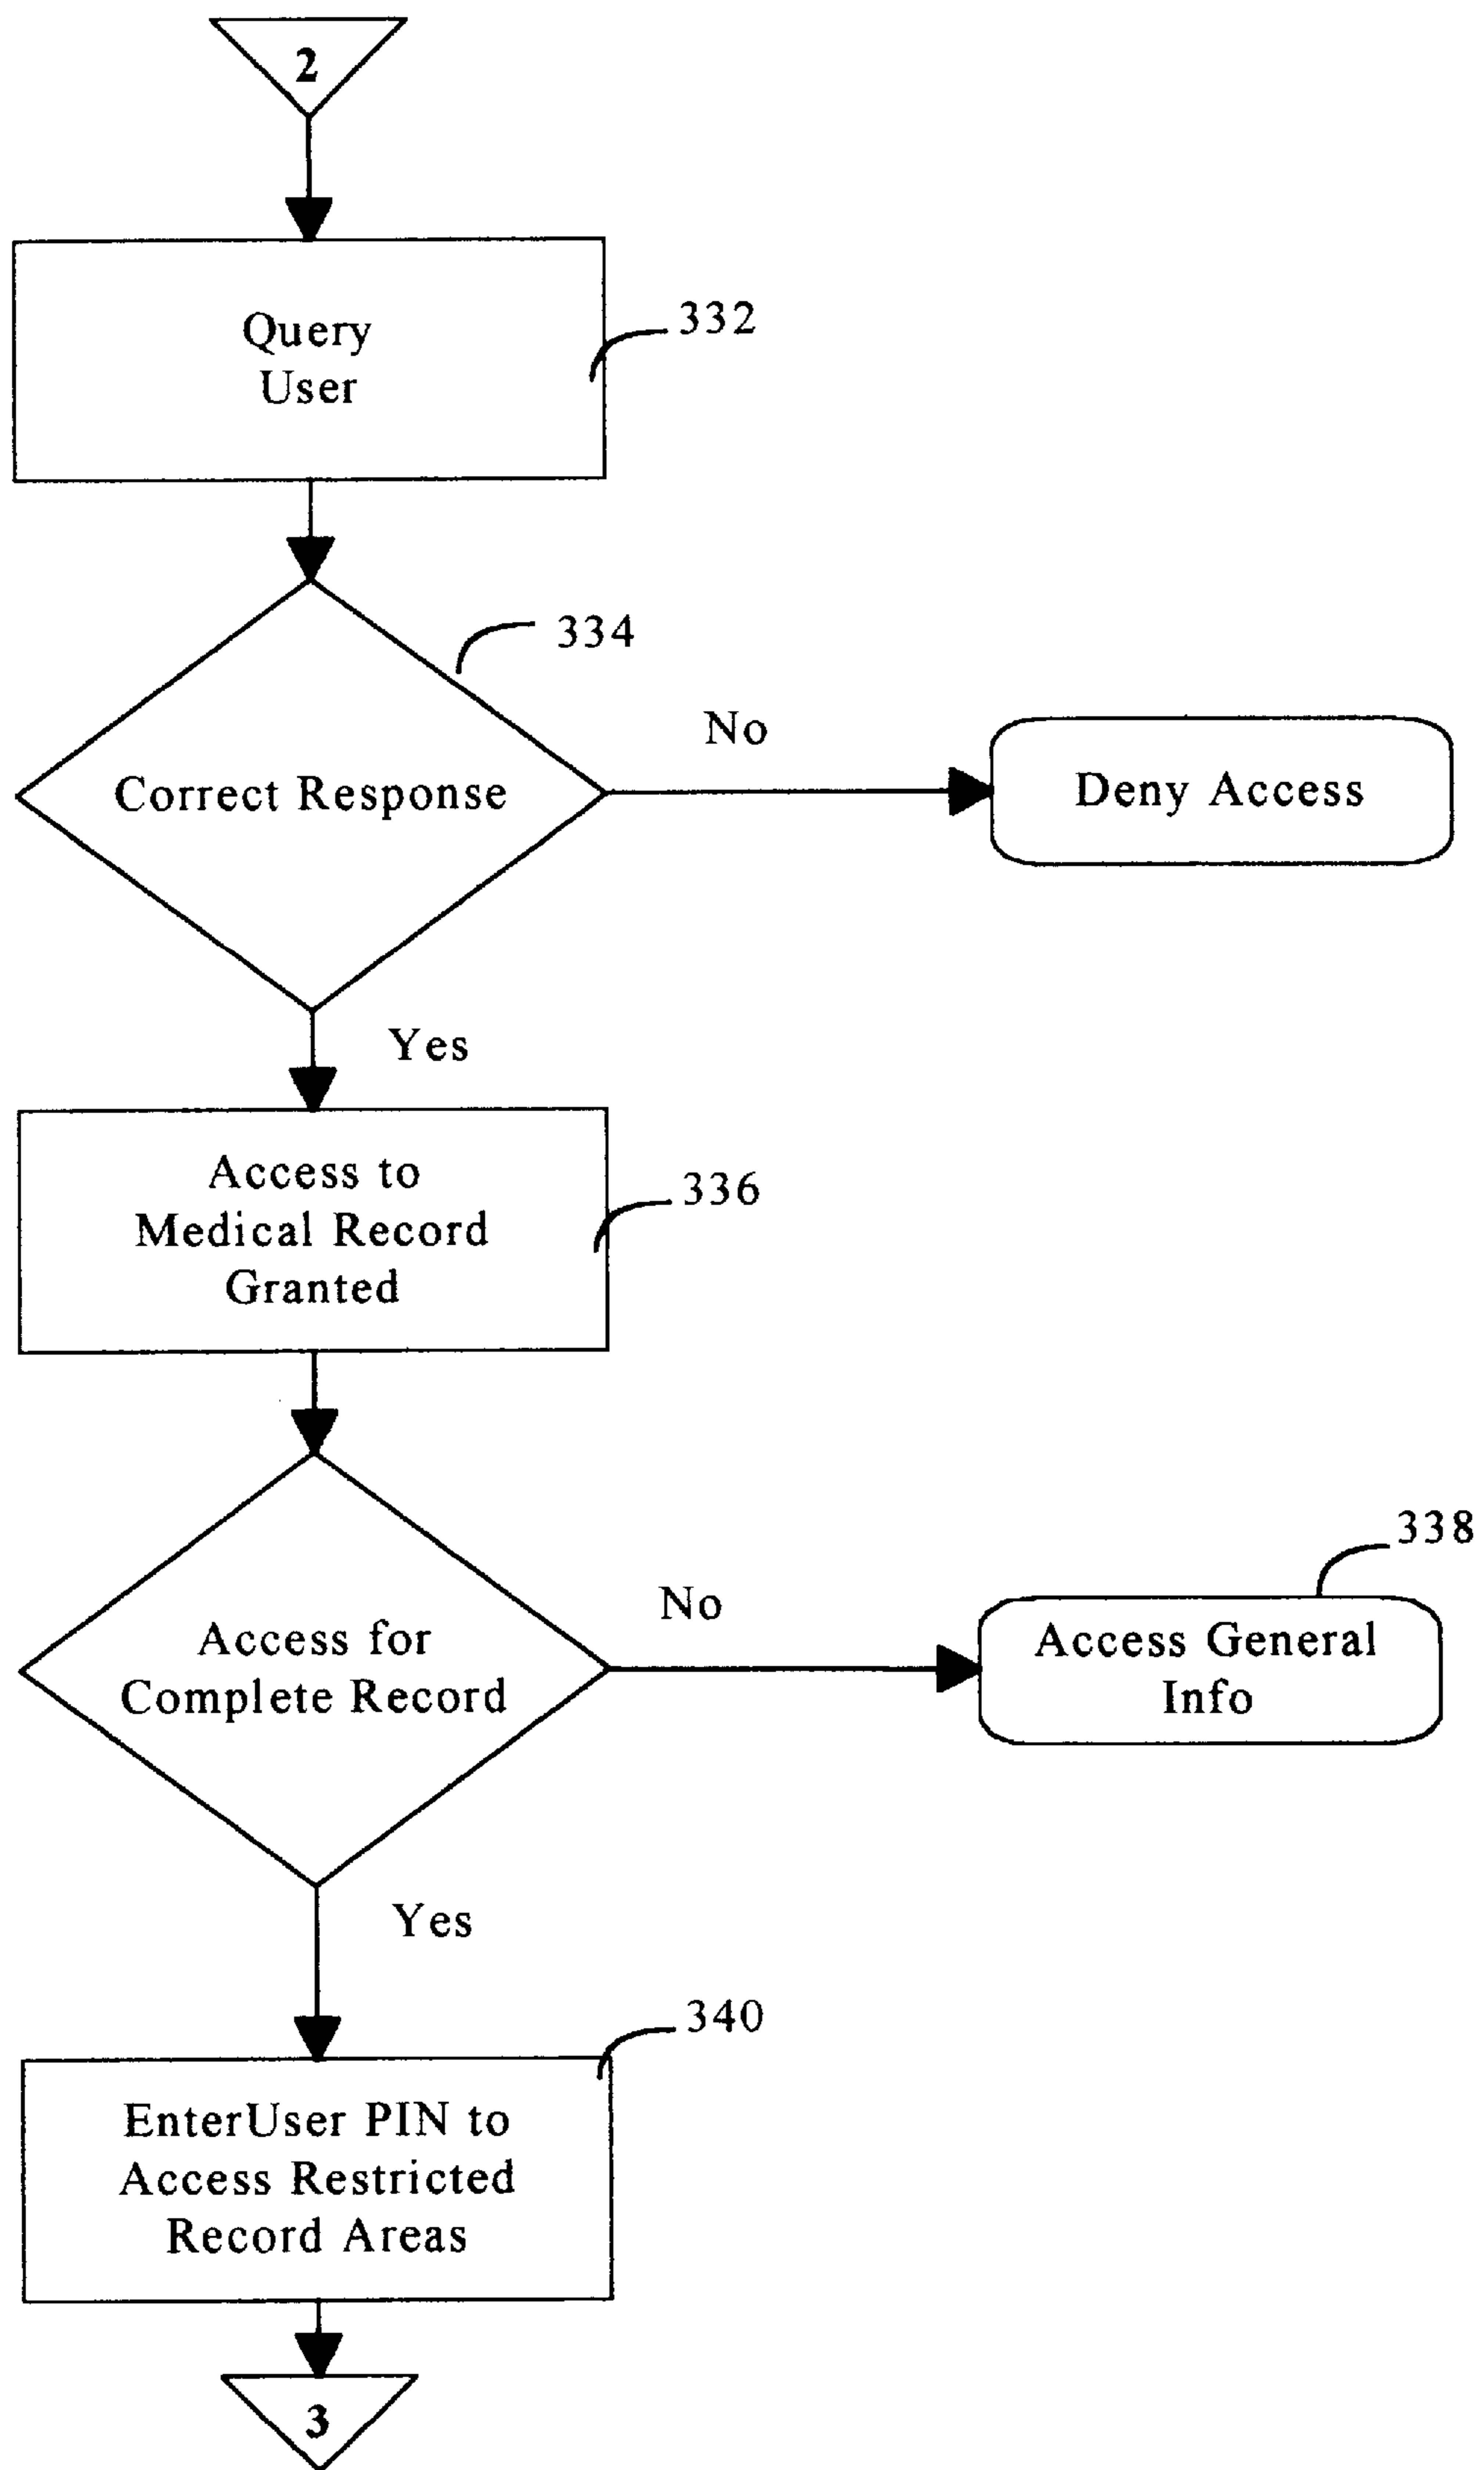 2
Query
User
332
334
No
Correct Response
Deny Access
Yes
Access to
Medical Record
Granted
336
338
No
Access for
Complete Record
Access General
Info
Yes
340
EnterUser PIN to
Access Restricted
Record Areas
3